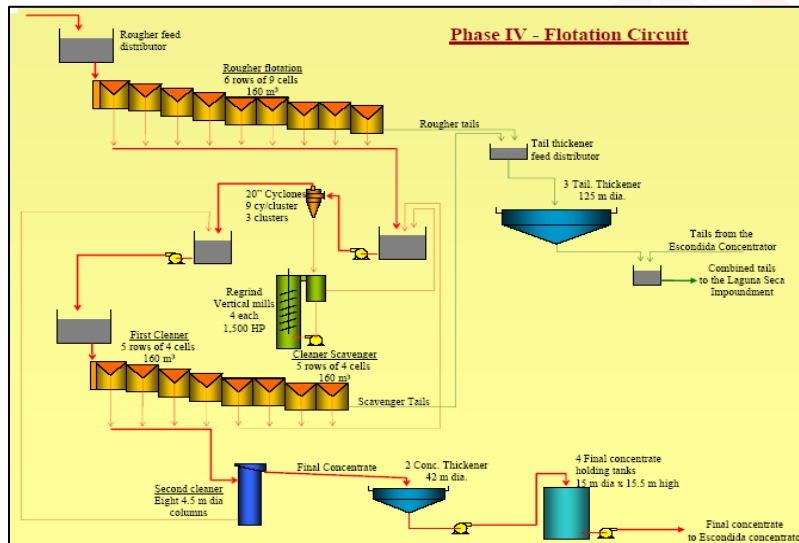 Phase IV - Flotation Circuit
Rougher feed
distributor
Rougher flotation
6 rows of 9 cells
160 m³
Rougher tails
Tail thickener
feed distributor
3 Tail. Thickener
125 m dia.
20" Cyclones
9 cy/cluster
3 clusters
Tails from the
Escondida Concentrator
Combined tails
to the Laguna Seca
Impoundment
Regrind
Vertical mills
4 each
1,500 HP
First Cleaner
5 rows of 4 cells
160 m³
Cleaner Scavenger
5 rows of 4 cells
160 m³
Scavenger Tails
Second cleaner
Eight 4.5 m dia
columns
Final Concentrate
2 Conc. Thickener
42 m dia.
4 Final concentrate
holding tanks
15 m dia x 15.5 m high
Final concentrate
to Escondida concentrato